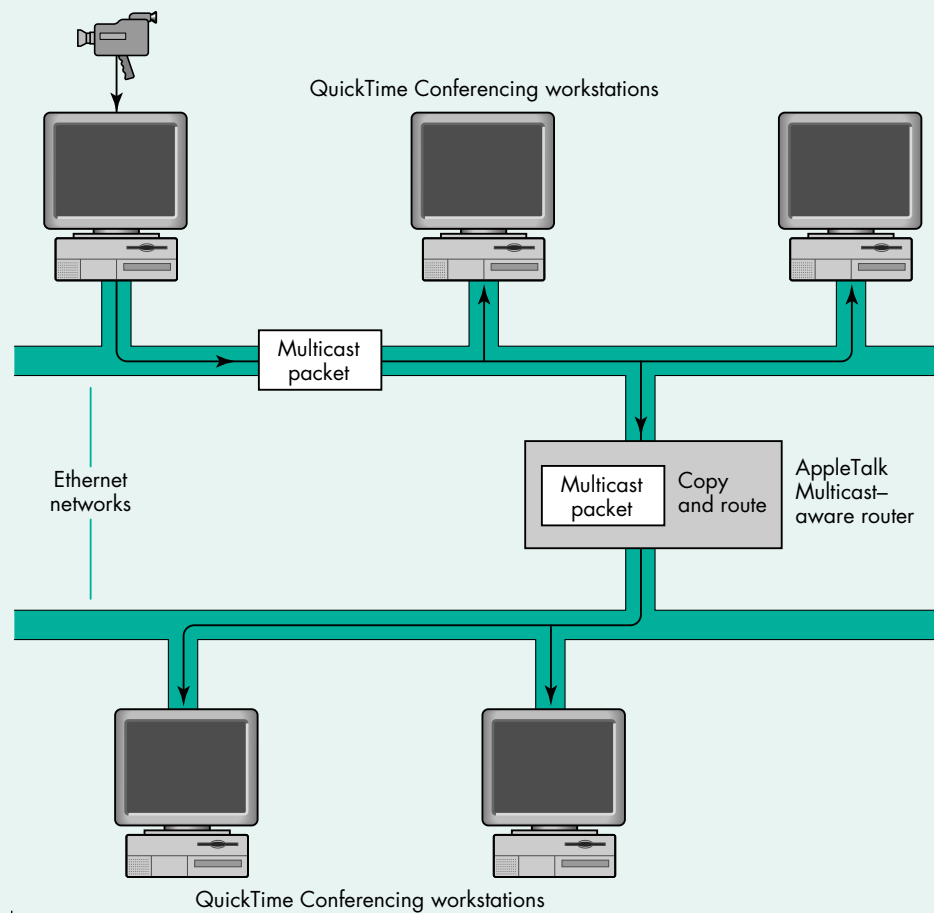 QuickTime Conferencing workstations
Multicast
packet
Ethernet
networks
Multicast
packet
Copy
and route
AppleTalk
Multicast–
aware router
QuickTime Conferencing workstations